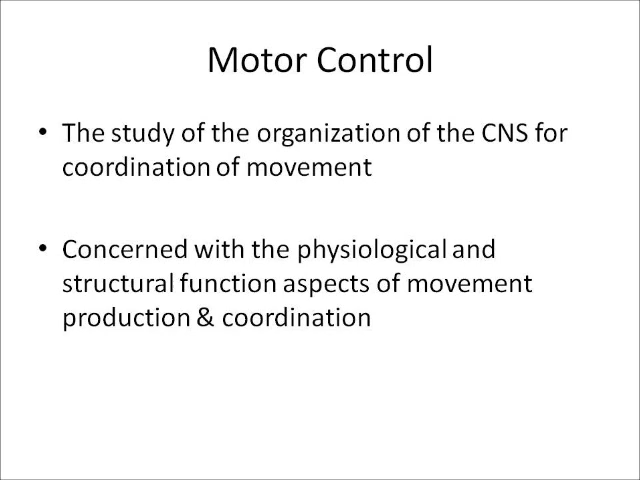 Motor Control
• The study of the organization of the CNS for
coordination of movement
• Concerned with the physiological and
structural function aspects of movement
production & coordination